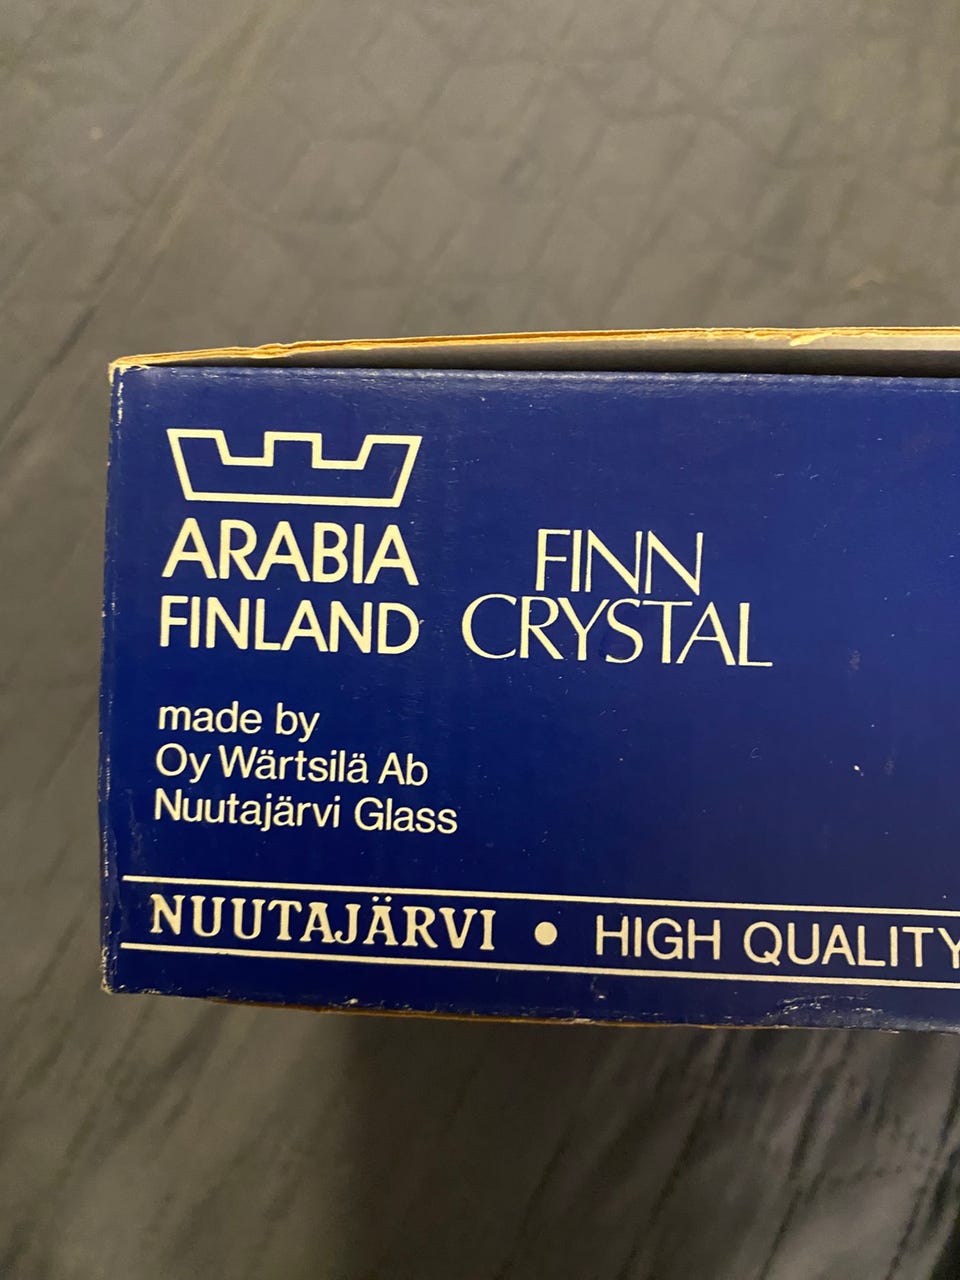 ARABIA
FINLAND
FINN
CRYSTAL
made by
Oy Wärtsilä Ab
Nuutajärvi Glass
NUUTAJÄRVI • HIGH QUALITY